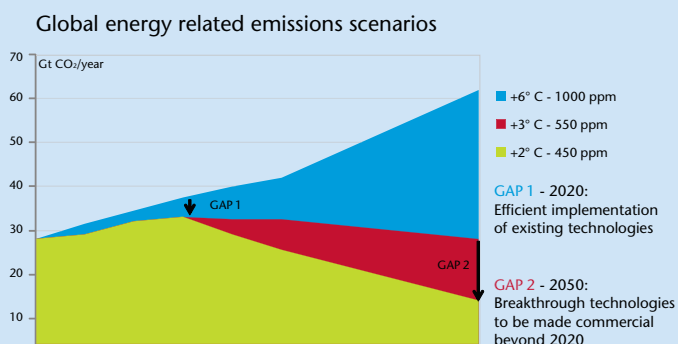 Global energy related emissions scenarios
70
Gt CO₂/year
60
50
40
30
20
10
GAP 1
GAP 2
+6° C - 1000 ppm
+3° C - 550 ppm
+2° C - 450 ppm
GAP 1 - 2020:
Efficient implementation
of existing technologies
GAP 2 - 2050:
Breakthrough technologies
to be made commercial
beyond 2020